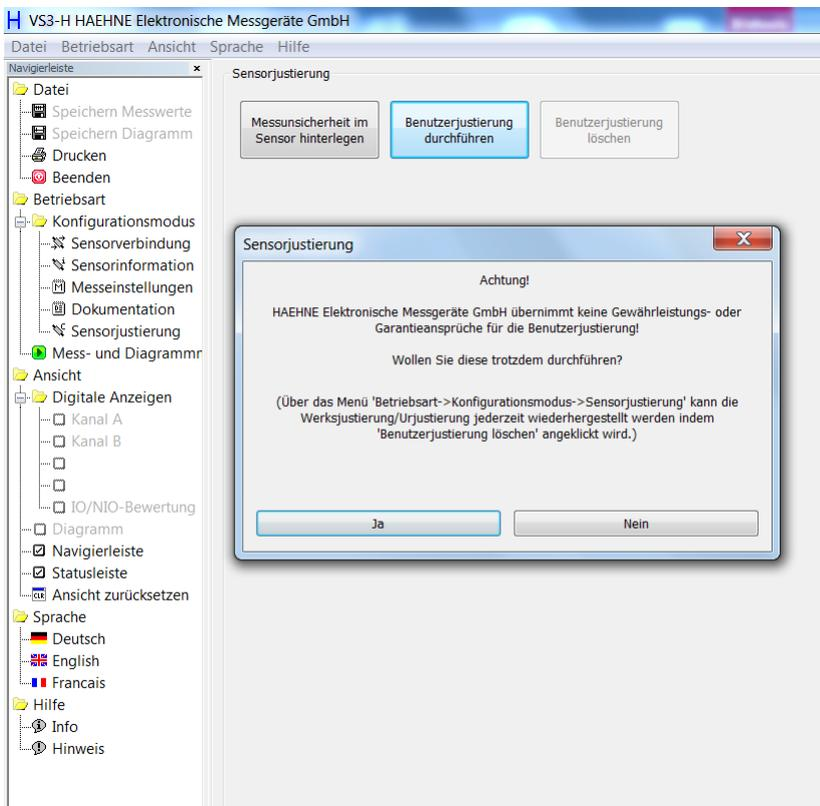 VS3-H HAEHNE Elektronische Messgeräte GmbH
Datei Betriebsart Ansicht Sprache Hilfe
Navigierleiste
Datei
Speichern Messwerte
Speichern Diagramm
Drucken
Beenden
Betriebsart
Konfigurationsmodus
Sensorverbindung
Sensorinformation
Messeinstellungen
Dokumentation
Sensorjustierung
Mess- und Diagrammr
Ansicht
Digitale Anzeigen
Kanal A
Kanal B
IO/NIO-Bewertung
Diagramm
Navigierleiste
Statusleiste
CLR Ansicht zurücksetzen
Sprache
Deutsch
English
Francais
Hilfe
Info
Hinweis
Sensorjustierung
Messunsicherheit im
Sensor hinterlegen
Benutzerjustierung
durchführen
Benutzerjustierung
löschen
Sensorjustierung
Achtung!
HAEHNE Elektronische Messgeräte GmbH übernimmt keine Gewährleistungs- oder
Garantieansprüche für die Benutzerjustierung!
Wollen Sie diese trotzdem durchführen?
(Über das Menü 'Betriebsart->Konfigurationsmodus->Sensorjustierung' kann die
Werksjustierung/Urjustierung jederzeit wiederhergestellt werden indem
'Benutzerjustierung löschen' angeklickt wird.)
Ja
Nein